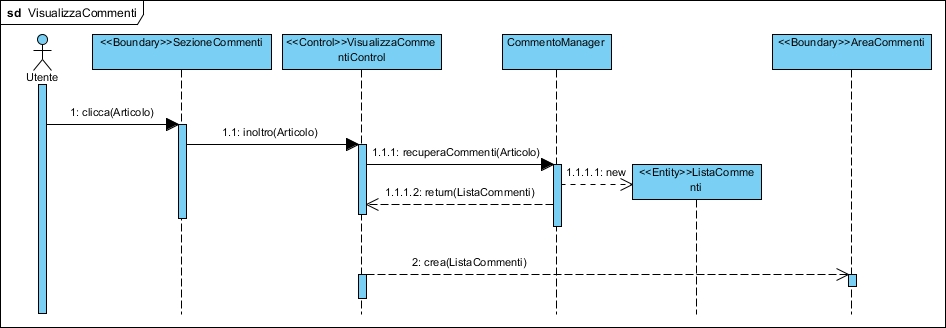 sd VisualizzaCommenti
Utente
<<Boundary>>SezioneCommenti
<<Control>>VisualizzaComme
ntiControl
CommentoManager
<<Boundary>>AreaCommenti
1: clicca(Articolo)
1.1: inoltro(Articolo)
1.1.1: recuperaCommenti(Articolo)
1.1.1.1: new
<<Entity>>ListaComme
nti
1.1.1.2: return(ListaCommenti)
2: crea(ListaCommenti)